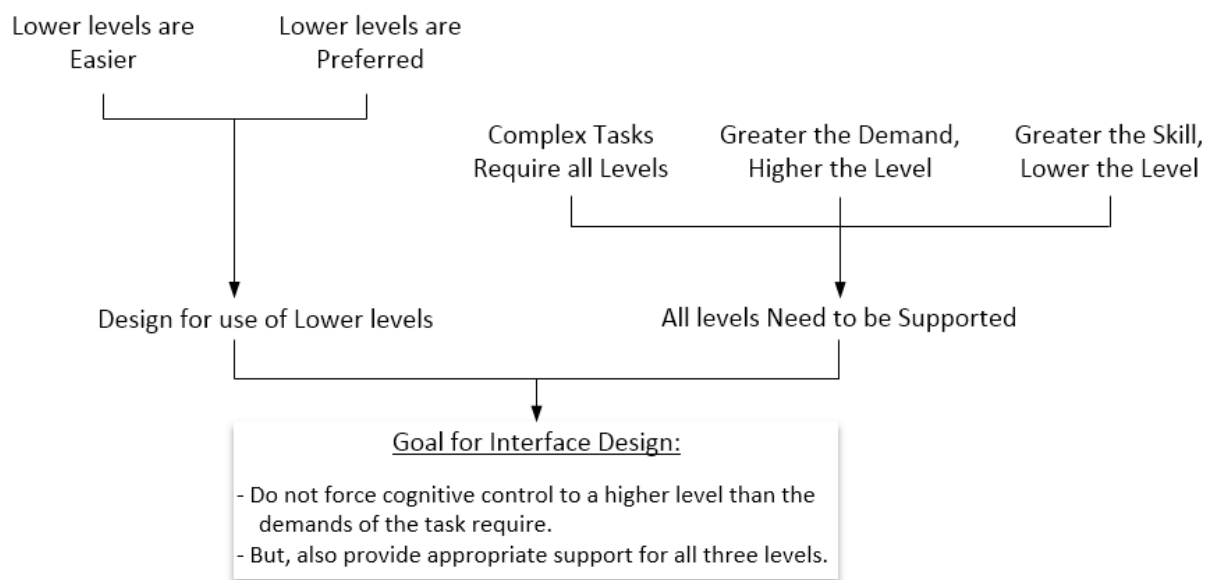 Lower levels are
Easier
Lower levels are
Preferred
Complex Tasks
Require all Levels
Greater the Demand,
Higher the Level
Greater the Skill,
Lower the Level
Design for use of Lower levels
All levels Need to be Supported
Goal for Interface Design:
- Do not force cognitive control to a higher level than the
demands of the task require.
- But, also provide appropriate support for all three levels.